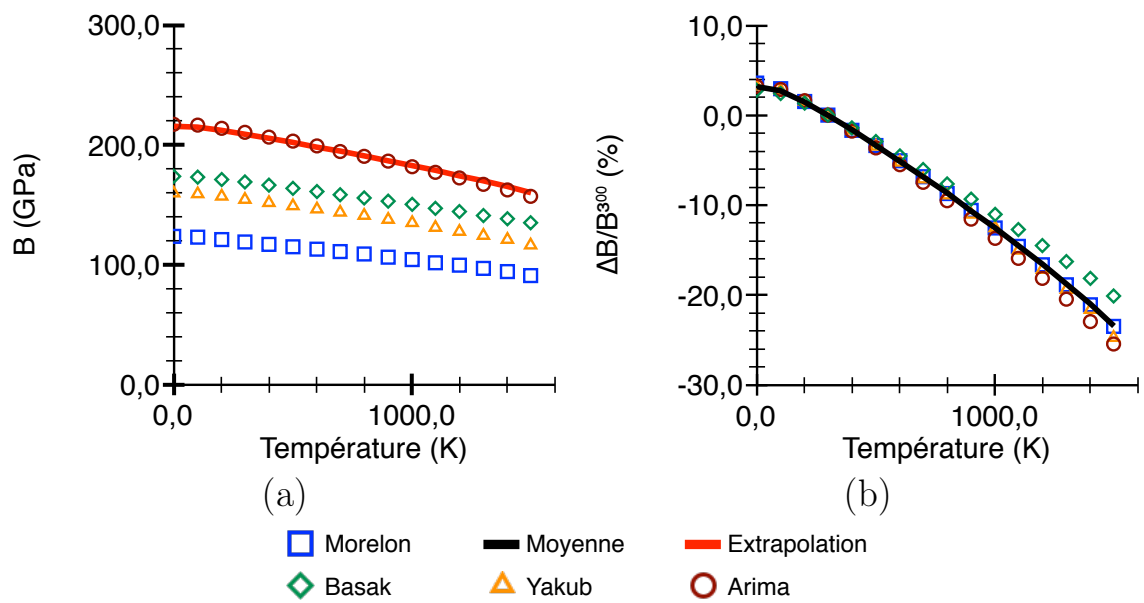 300,0
200,0
100,0
0,0
B (GPa)
0,0
1000,0
Température (K)
(a)
10,0
0,0
-10,0
-20,0
-30,0
ΔB/B³⁰⁰ (%)
0,0
1000,0
Température (K)
(b)
Morelon Moyenne Extrapolation
Basak Yakub Arima